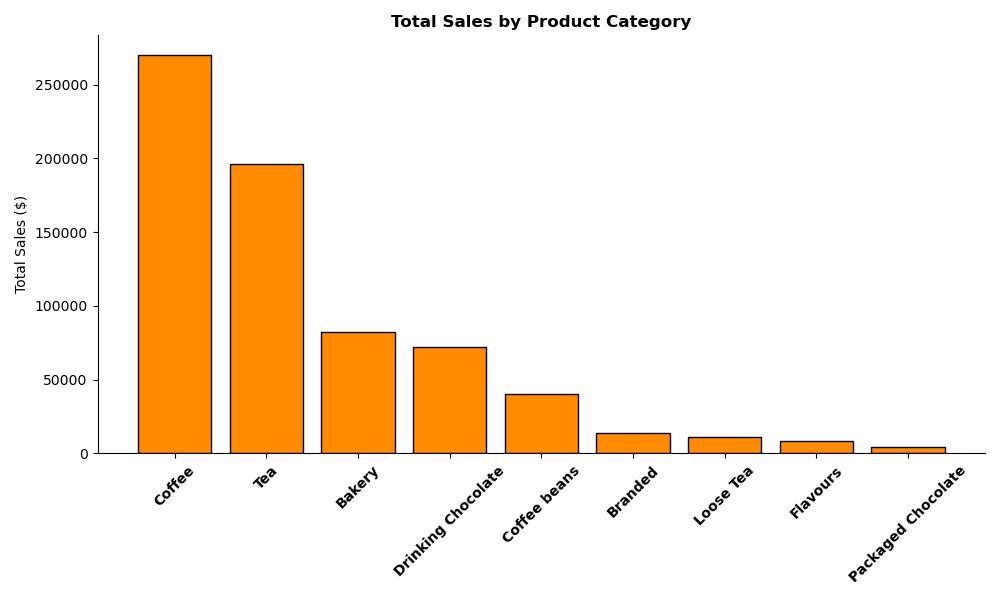 Total Sales by Product Category
Total Sales ($)
250000
200000
150000
100000
50000
0
Coffee
Tea
Bakery
Drinking Chocolate
Coffee beans
Branded
Loose Tea
Flavours
Packaged Chocolate